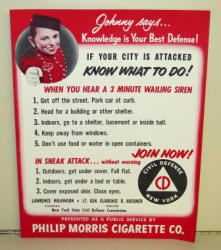 Johnny says...
Knowledge is Your Best Defense!
IF YOUR CITY IS ATTACKED
KNOW WHAT TO DO!
WHEN YOU HEAR A 3 MINUTE WAILING SIREN
1. Get off the street. Park car at curb.
2. Head for a building or other shelter.
3. Indoors, go to a shelter, basement or inside hall.
4. Keep away from windows.
5. Don't use food or water in open containers.
JOIN NOW!
IN SNEAK ATTACK... without warning
1. Outdoors, get under cover. Fall flat.
2. Indoors, get under a bed or table.
3. Cover exposed skin. Close eyes.
CIVIL DEFENSE
CD
NEW YORK
LAWRENCE WILKINSON LT. GEN. CLARENCE R. HUEBNER
New York State Civil Defense Commission
PRESENTED AS A PUBLIC SERVICE BY
PHILIP MORRIS CIGARETTE CO.